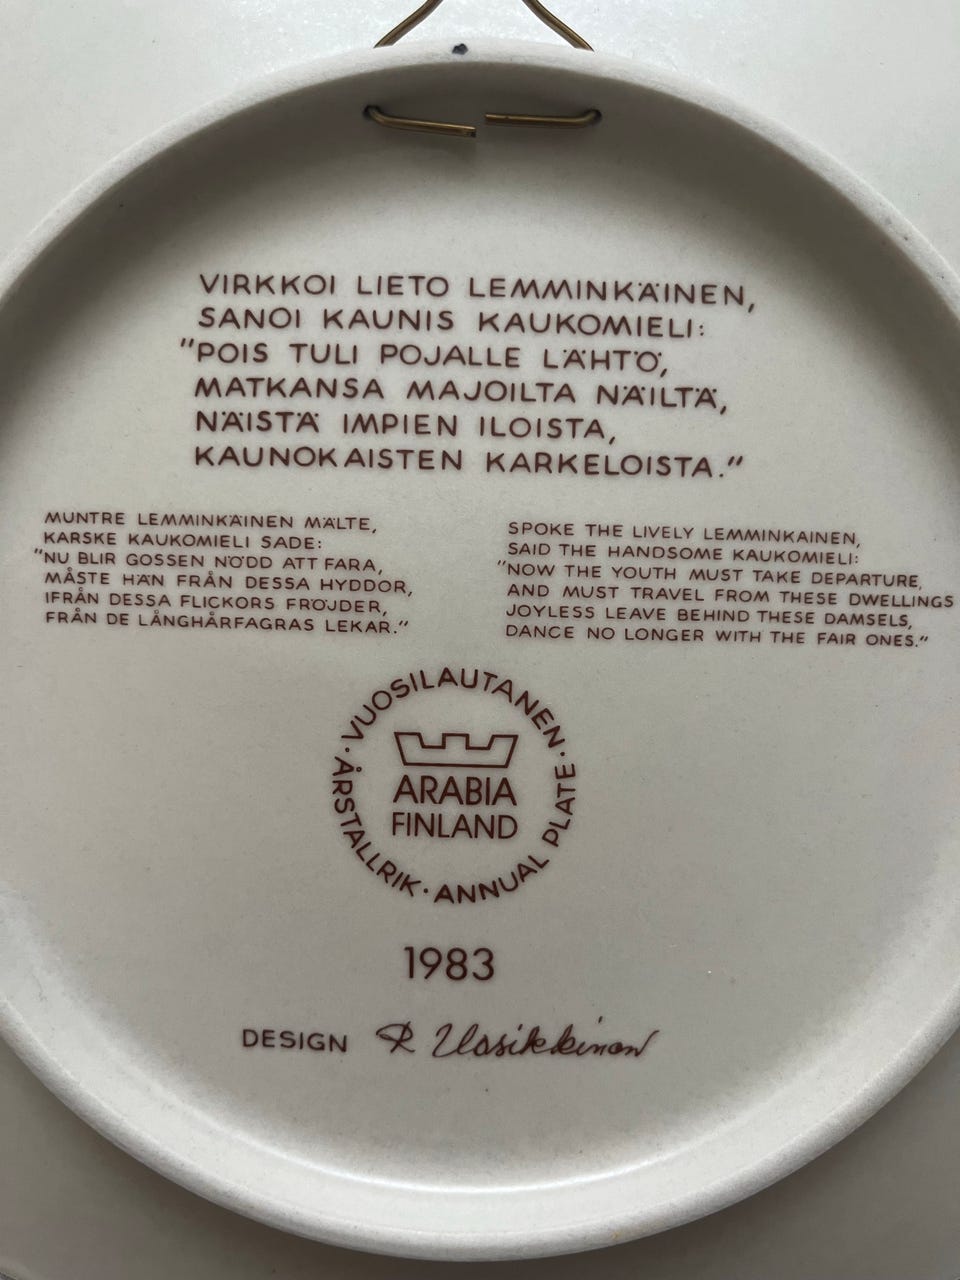 VIRKKOI LIETO LEMMINKÄINEN,
SANOI KAUNIS KAUKOMIELI:
"POIS TULI POJALLE LÄHTÖ,
MATKANSA MAJOILTA NÄILTÄ,
NÄISTÄ IMPIEN ILOISTA,
KAUNOKAISTEN KARKELOISTA."
MUNTRE LEMMINKÄINEN MÄLTE,
KARSKE KAUKOMIELI SADE:
"NU BLIR GOSSEN NÖDD ATT FARA,
MÅSTE HÄN FRÅN DESSA HYDDOR,
IFRÅN DESSA FLICKORS FRÖJDER,
FRÅN DE LÅNGHÅRFAGRAS LEKAR."
SPOKE THE LIVELY LEMMINKAINEN,
SAID THE HANDSOME KAUKOMIELI:
"NOW THE YOUTH MUST TAKE DEPARTURE,
AND MUST TRAVEL FROM THESE DWELLINGS
JOYLESS LEAVE BEHIND THESE DAMSELS,
DANCE NO LONGER WITH THE FAIR ONES."
· VUOSILAUTANEN ·
ARABIA
FINLAND
ÅRSTALLRIK · ANNUAL PLATE
1983
DESIGN R Uosikkinen